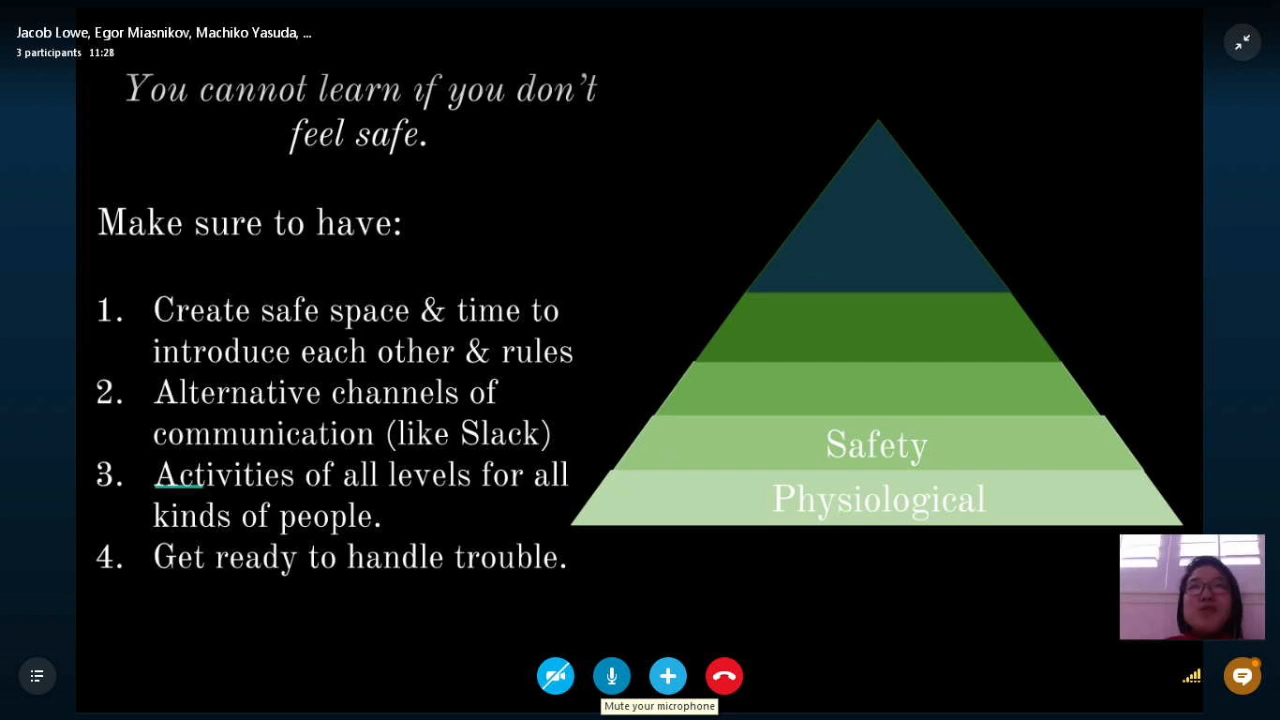 Jacob Lowe, Egor Miasnikov, Machiko Yasuda, ...
3 participants 11:28
You cannot learn if you don't
feel safe.
Make sure to have:
1. Create safe space & time to
introduce each other & rules
2. Alternative channels of
communication (like Slack)
3. Activities of all levels for all
kinds of people.
4. Get ready to handle trouble.
Safety
Physiological
Mute your microphone